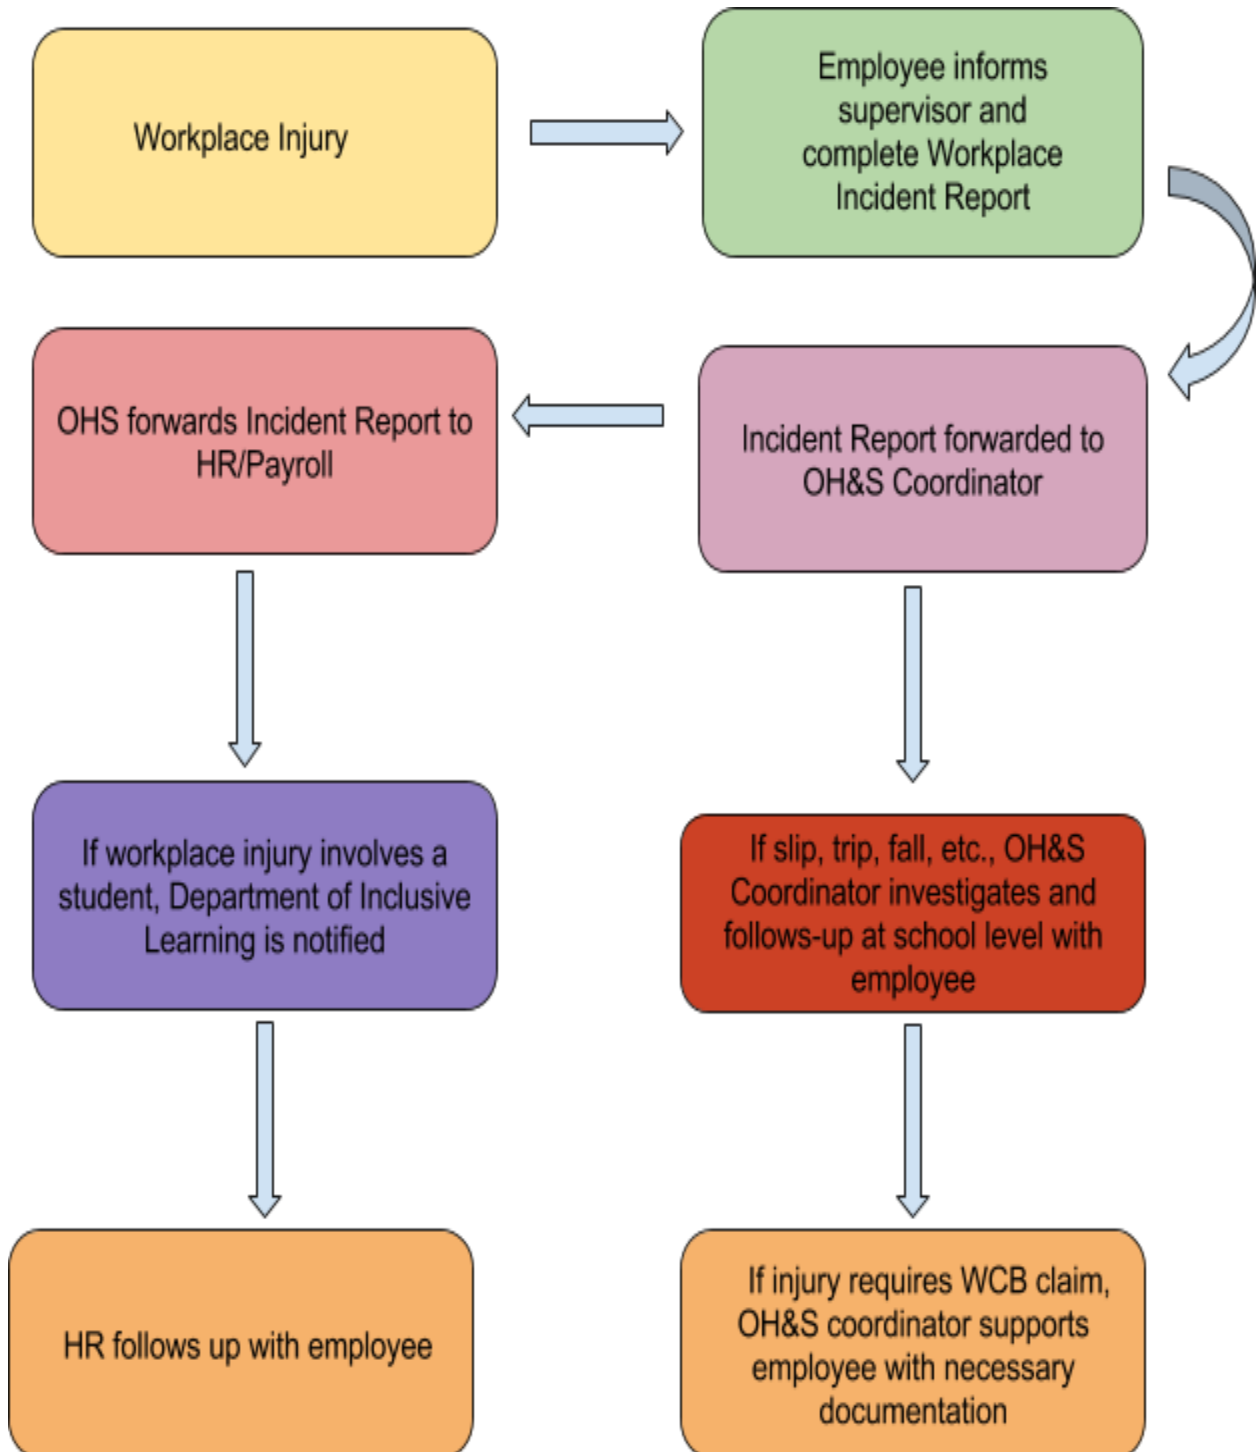 Workplace Injury
Employee informs
supervisor and
complete Workplace
Incident Report
Incident Report forwarded to
OH&S Coordinator
OHS forwards Incident Report to
HR/Payroll
If workplace injury involves a
student, Department of Inclusive
Learning is notified
HR follows up with employee
If slip, trip, fall, etc., OH&S
Coordinator investigates and
follows-up at school level with
employee
If injury requires WCB claim,
OH&S coordinator supports
employee with necessary
documentation